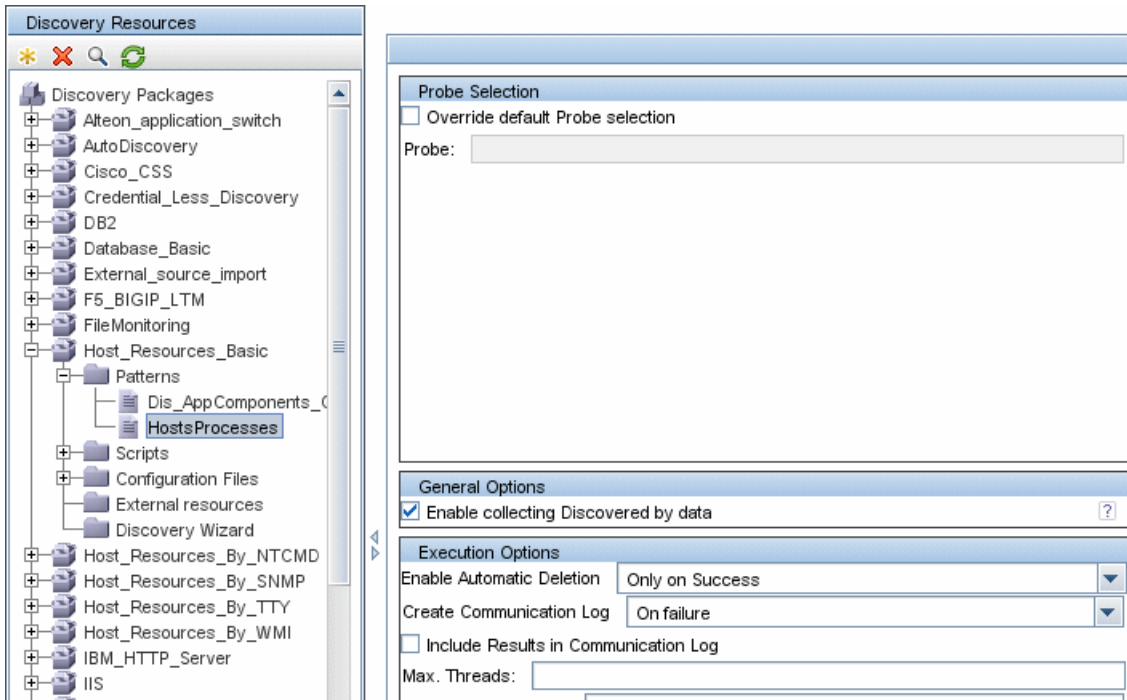 Discovery Resources
Discovery Packages
Alteon_application_switch
AutoDiscovery
Cisco_CSS
Credential_Less_Discovery
DB2
Database_Basic
External_source_import
F5_BIGIP_LTM
FileMonitoring
Host_Resources_Basic
Patterns
Dis_AppComponents_
HostsProcesses
Scripts
Configuration Files
External resources
Discovery Wizard
Host_Resources_By_NTCMD
Host_Resources_By_SNMP
Host_Resources_By_TTY
Host_Resources_By_WMI
IBM_HTTP_Server
IIS
Probe Selection
Override default Probe selection
Probe:
General Options
Enable collecting Discovered by data
?
Execution Options
Enable Automatic Deletion Only on Success
Create Communication Log On failure
Include Results in Communication Log
Max. Threads: